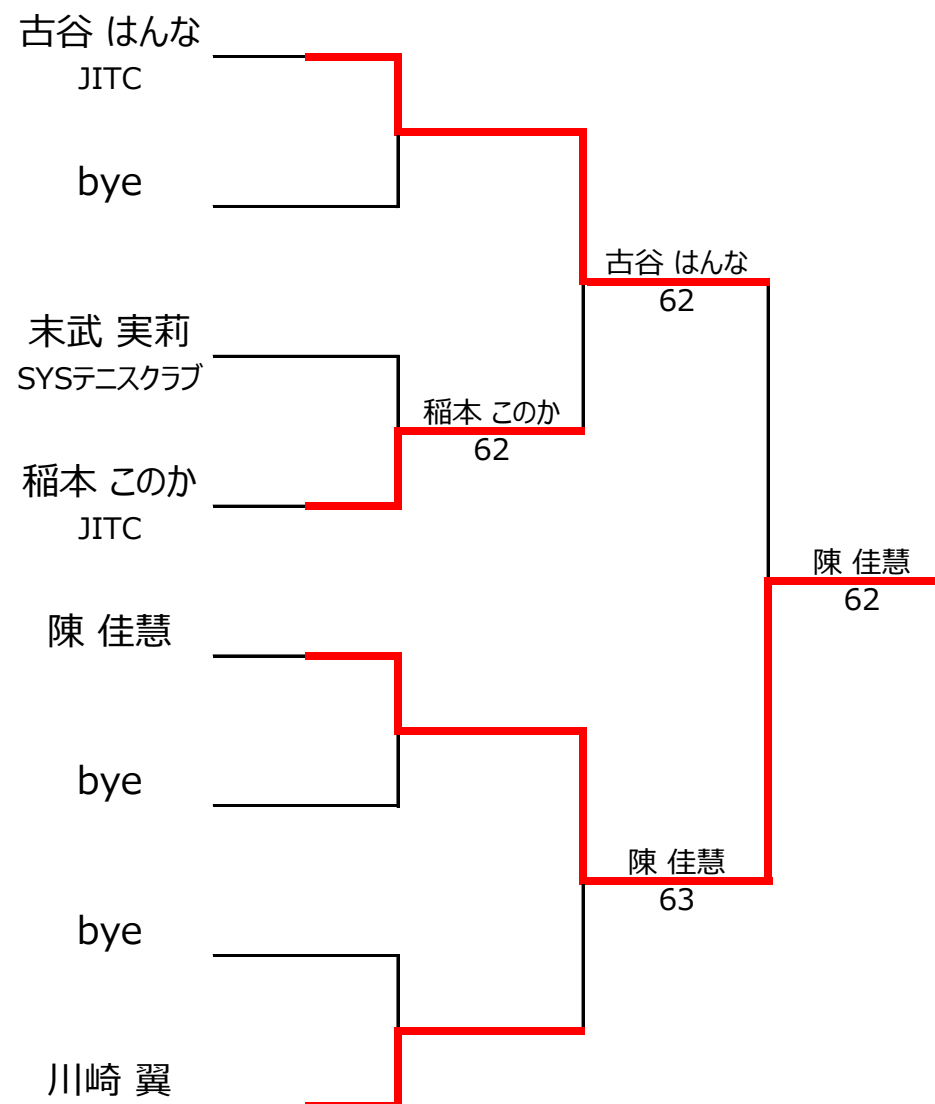 古谷 はんな
JITC
bye
末武 実莉
SYSテニスクラブ
稲本 このか
JITC
陳 佳慧
bye
bye
川崎 翼
稲本 このか
62
古谷 はんな
62
陳 佳慧
63
陳 佳慧
62